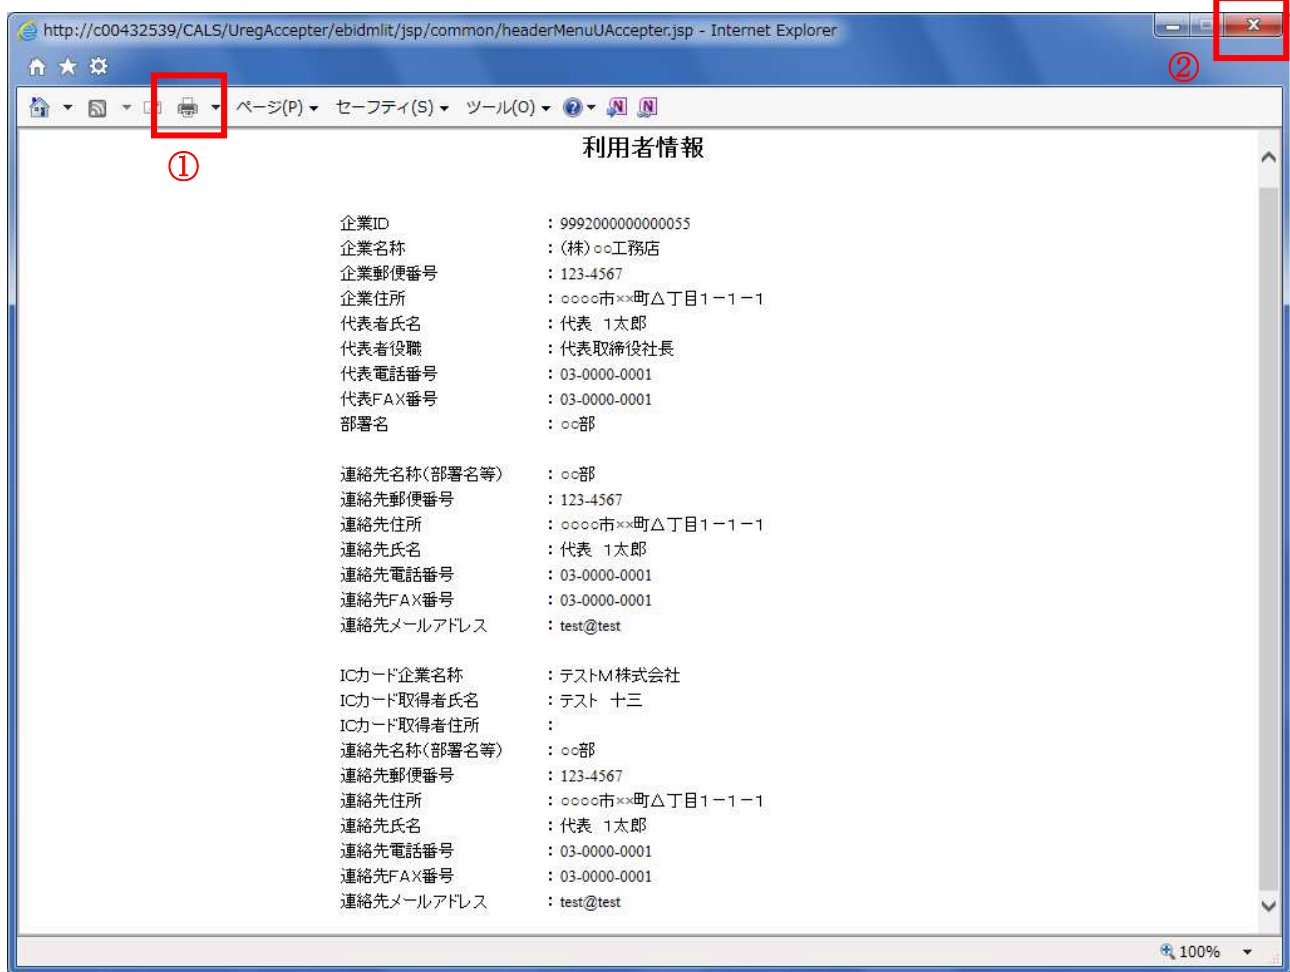 http://c00432539/CALS/UregAccepter/ebidmlit/jsp/common/headerMenuUAccepter.jsp - Internet Explorer
②
ページ(P) セーフティ(S) ツール(O)
①
利用者情報
企業ID : 9992000000000055
企業名称 : (株)○○工務店
企業郵便番号 : 123-4567
企業住所 : ○○○○市××町△丁目1-1-1
代表者氏名 : 代表 1太郎
代表者役職 : 代表取締役社長
代表電話番号 : 03-0000-0001
代表FAX番号 : 03-0000-0001
部署名 : ○○部
連絡先名称(部署名等) : ○○部
連絡先郵便番号 : 123-4567
連絡先住所 : ○○○○市××町△丁目1-1-1
連絡先氏名 : 代表 1太郎
連絡先電話番号 : 03-0000-0001
連絡先FAX番号 : 03-0000-0001
連絡先メールアドレス : test@test
ICカード企業名称 : テストM株式会社
ICカード取得者氏名 : テスト 十三
ICカード取得者住所 :
連絡先名称(部署名等) : ○○部
連絡先郵便番号 : 123-4567
連絡先住所 : ○○○○市××町△丁目1-1-1
連絡先氏名 : 代表 1太郎
連絡先電話番号 : 03-0000-0001
連絡先FAX番号 : 03-0000-0001
連絡先メールアドレス : test@test
100%